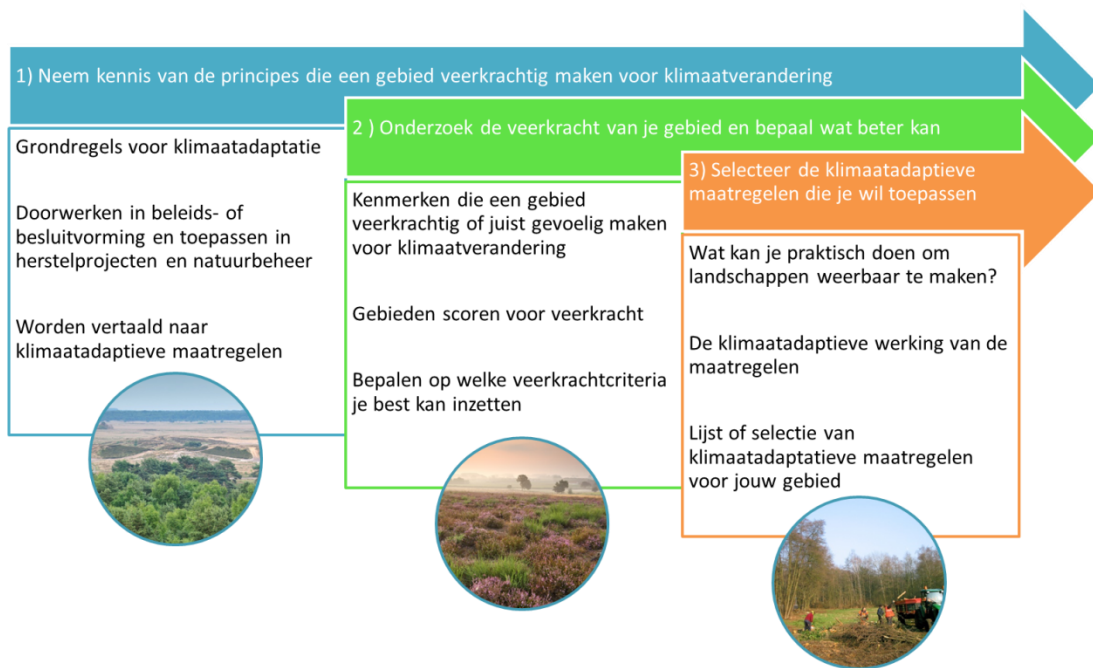 1) Neem kennis van de principes die een gebied veerkrachtig maken voor klimaatverandering
Grondregels voor klimaatadaptatie
Doorwerken in beleids- of
besluitvorming en toepassen in
herstelprojecten en natuurbeheer
Worden vertaald naar
klimaatadaptieve maatregelen
2 ) Onderzoek de veerkracht van je gebied en bepaal wat beter kan
Kenmerken die een gebied
veerkrachtig of juist gevoelig maken
voor klimaatverandering
Gebieden scoren voor veerkracht
Bepalen op welke veerkrachtcriteria
je best kan inzetten
3) Selecteer de klimaatadaptieve
maatregelen die je wil toepassen
Wat kan je praktisch doen om
landschappen weerbaar te maken?
De klimaatadaptieve werking van de
maatregelen
Lijst of selectie van
klimaatadaptatieve maatregelen
voor jouw gebied